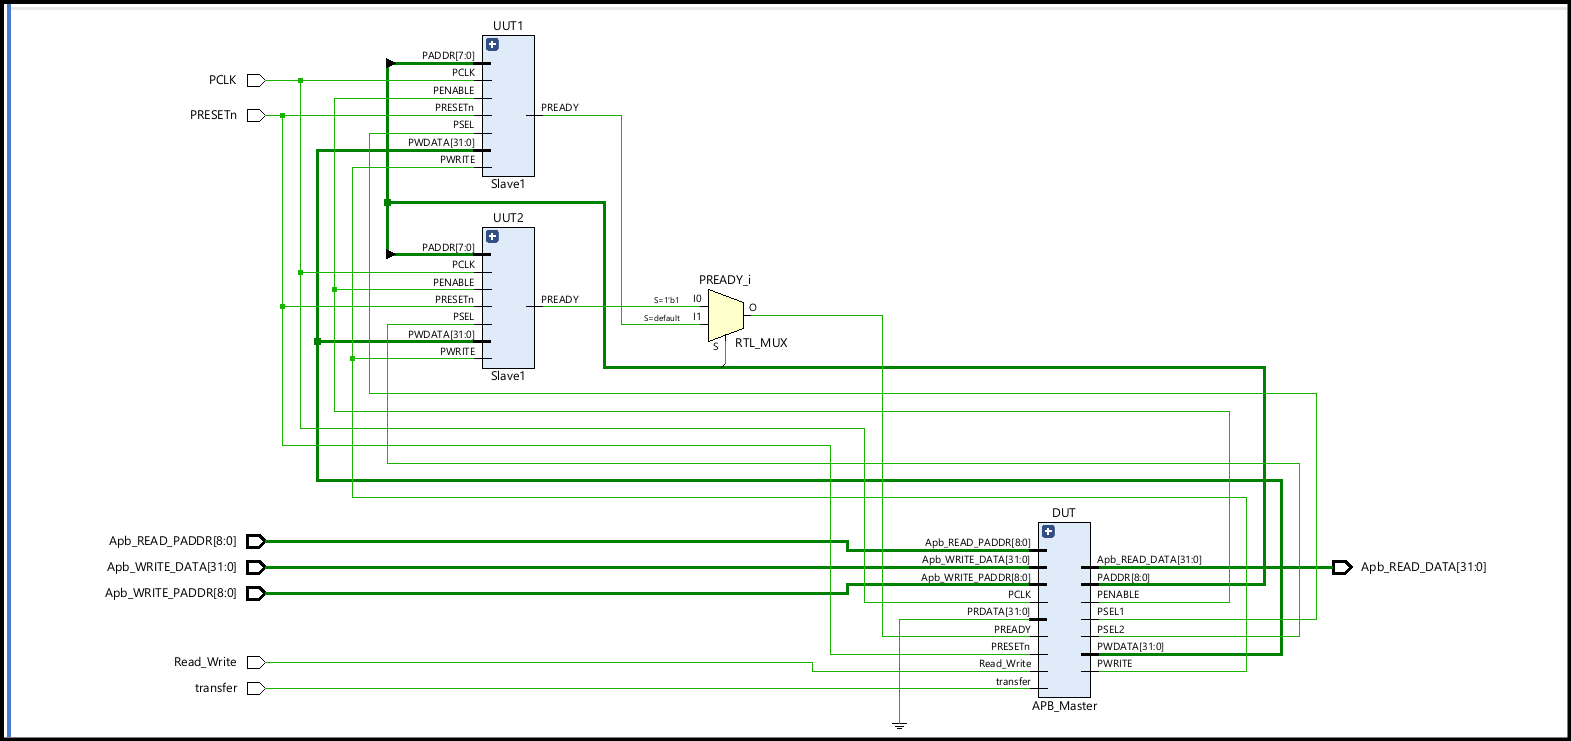 UUT1
PADDR[7:0]
PCLK
PCLK
PENABLE
PRESETn
PRESETn
PREADY
PSEL
PWDATA[31:0]
PWRITE
Slave1
UUT2
PADDR[7:0]
PCLK
PENABLE
PRESETn
PREADY
PSEL
PWDATA[31:0]
PWRITE
Slave1
PREADY_i
S=1'b1
I0
O
S=default
I1
S
RTL_MUX
DUT
Apb_READ_PADDR[8:0]
Apb_WRITE_DATA[31:0]
Apb_WRITE_PADDR[8:0]
Read_Write
transfer
Apb_READ_PADDR[8:0]
Apb_WRITE_DATA[31:0]
Apb_WRITE_PADDR[8:0]
PCLK
PRDATA[31:0]
PREADY
PRESETn
Read_Write
transfer
Apb_READ_DATA[31:0]
PADDR[8:0]
PENABLE
PSEL1
PSEL2
PWDATA[31:0]
PWRITE
Apb_READ_DATA[31:0]
APB_Master